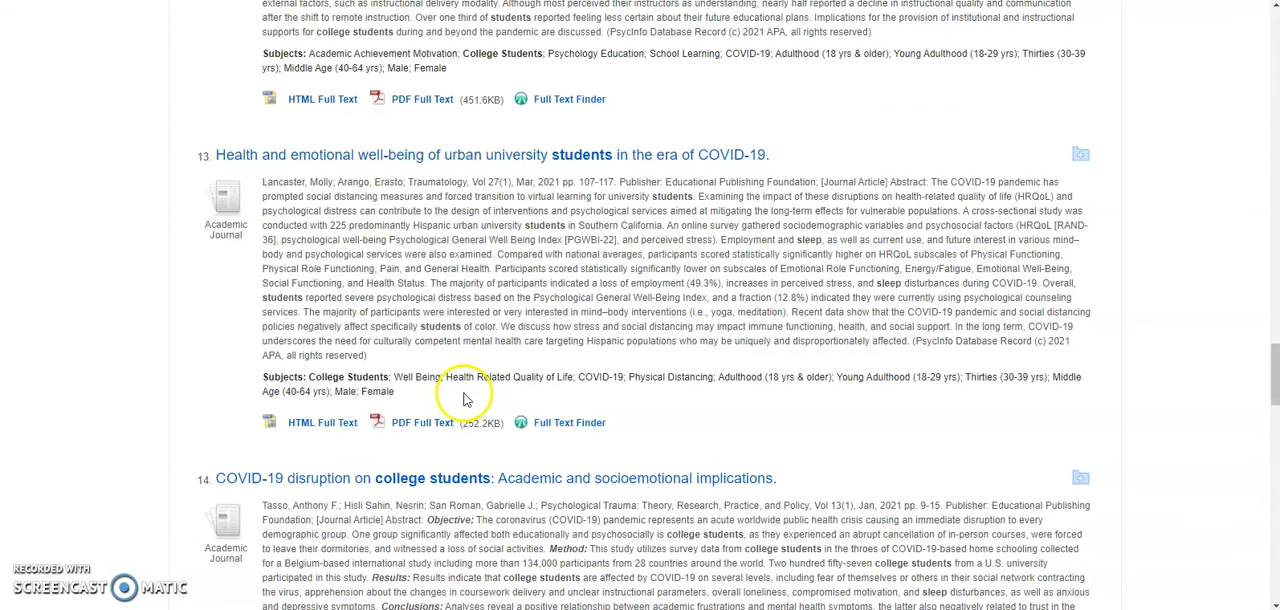 external factors, such as instructional delivery modality. Although most perceived their instructors as understanding, nearly half reported a decline in instructional quality and communication
after the shift to remote instruction. Over one third of students reported feeling less certain about their future educational plans. Implications for the provision of institutional and instructional
supports for college students during and beyond the pandemic are discussed. (PsycInfo Database Record (c) 2021 APA, all rights reserved)
Subjects: Academic Achievement Motivation; College Students; Psychology Education; School Learning; COVID-19; Adulthood (18 yrs & older); Young Adulthood (18-29 yrs); Thirties (30-39
yrs); Middle Age (40-64 yrs); Male; Female
HTML Full Text PDF Full Text (451.6KB) Full Text Finder
13. Health and emotional well-being of urban university students in the era of COVID-19.
Academic
Journal
Lancaster, Molly; Arango, Erasto; Traumatology, Vol 27(1), Mar, 2021 pp. 107-117. Publisher: Educational Publishing Foundation; [Journal Article] Abstract: The COVID-19 pandemic has
prompted social distancing measures and forced transition to virtual learning for university students. Examining the impact of these disruptions on health-related quality of life (HRQoL) and
psychological distress can contribute to the design of interventions and psychological services aimed at mitigating the long-term effects for vulnerable populations. A cross-sectional study was
conducted with 225 predominantly Hispanic urban university students in Southern California. An online survey gathered sociodemographic variables and psychosocial factors (HRQoL [RAND-
36], psychological well-being Psychological General Well Being Index [PGWBI-22], and perceived stress). Employment and sleep, as well as current use, and future interest in various mind–
body and psychological services were also examined. Compared with national averages, participants scored statistically significantly higher on HRQoL subscales of Physical Functioning,
Physical Role Functioning, Pain, and General Health. Participants scored statistically significantly lower on subscales of Emotional Role Functioning, Energy/Fatigue, Emotional Well-Being,
Social Functioning, and Health Status. The majority of participants indicated a loss of employment (49.3%), increases in perceived stress, and sleep disturbances during COVID-19. Overall,
students reported severe psychological distress based on the Psychological General Well-Being Index, and a fraction (12.8%) indicated they were currently using psychological counseling
services. The majority of participants were interested or very interested in mind–body interventions (i.e., yoga, meditation). Recent data show that the COVID-19 pandemic and social distancing
policies negatively affect specifically students of color. We discuss how stress and social distancing may impact immune functioning, health, and social support. In the long term, COVID-19
underscores the need for culturally competent mental health care targeting Hispanic populations who may be uniquely and disproportionately affected. (PsycInfo Database Record (c) 2021
APA, all rights reserved)
Subjects: College Students; Well Being; Health Related Quality of Life; COVID-19; Physical Distancing; Adulthood (18 yrs & older); Young Adulthood (18-29 yrs); Thirties (30-39 yrs); Middle
Age (40-64 yrs); Male; Female
HTML Full Text PDF Full Text (252.2KB) Full Text Finder
14. COVID-19 disruption on college students: Academic and socioemotional implications.
Academic
Journal
Tasso, Anthony F.; Hisli Sahin, Nesrin; San Roman, Gabrielle J.; Psychological Trauma: Theory, Research, Practice, and Policy, Vol 13(1), Jan, 2021 pp. 9-15. Publisher: Educational Publishing
Foundation; [Journal Article] Abstract: Objective: The coronavirus (COVID-19) pandemic represents an acute worldwide public health crisis causing an immediate disruption to every
demographic group. One group significantly affected both educationally and psychosocially is college students, as they experienced an abrupt cancellation of in-person courses, were forced
to leave their dormitories, and witnessed a loss of social activities. Method: This study utilizes survey data from college students in the throes of COVID-19-based home schooling collected
for a Belgium-based international study including more than 134,000 participants from 28 countries around the world. Two hundred fifty-seven college students from a U.S. university
participated in this study. Results: Results indicate that college students are affected by COVID-19 on several levels, including fear of themselves or others in their social network contracting
the virus, apprehension about the changes in coursework delivery and unclear instructional parameters, overall loneliness, compromised motivation, and sleep disturbances, as well as anxious
and depressive symptoms. Conclusions: Analyses reveal a positive relationship between academic frustrations and mental health symptoms, the latter also negatively related to trust in the
RECORDED WITH
SCREENCAST MATIC